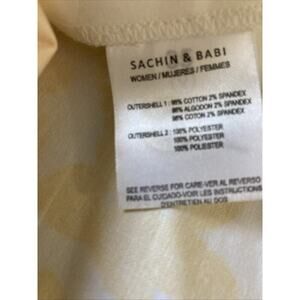 SACHIN & BABI
WOMEN / MUJERES / FEMMES
OUTERSHELL 1 : 98% COTTON 2% SPANDEX
98% ALGODON 2% SPANDEX
98% COTON 2% SPANDEX
OUTERSHELL 2 : 100% POLYESTER
100% POLYESTER
100% POLYESTER
SEE REVERSE FOR CARE-VER AL REVERSO
PARA EL CUIDADO-VOIR LES INSTRUCTIONS
D'ENTRETIEN AU DOS